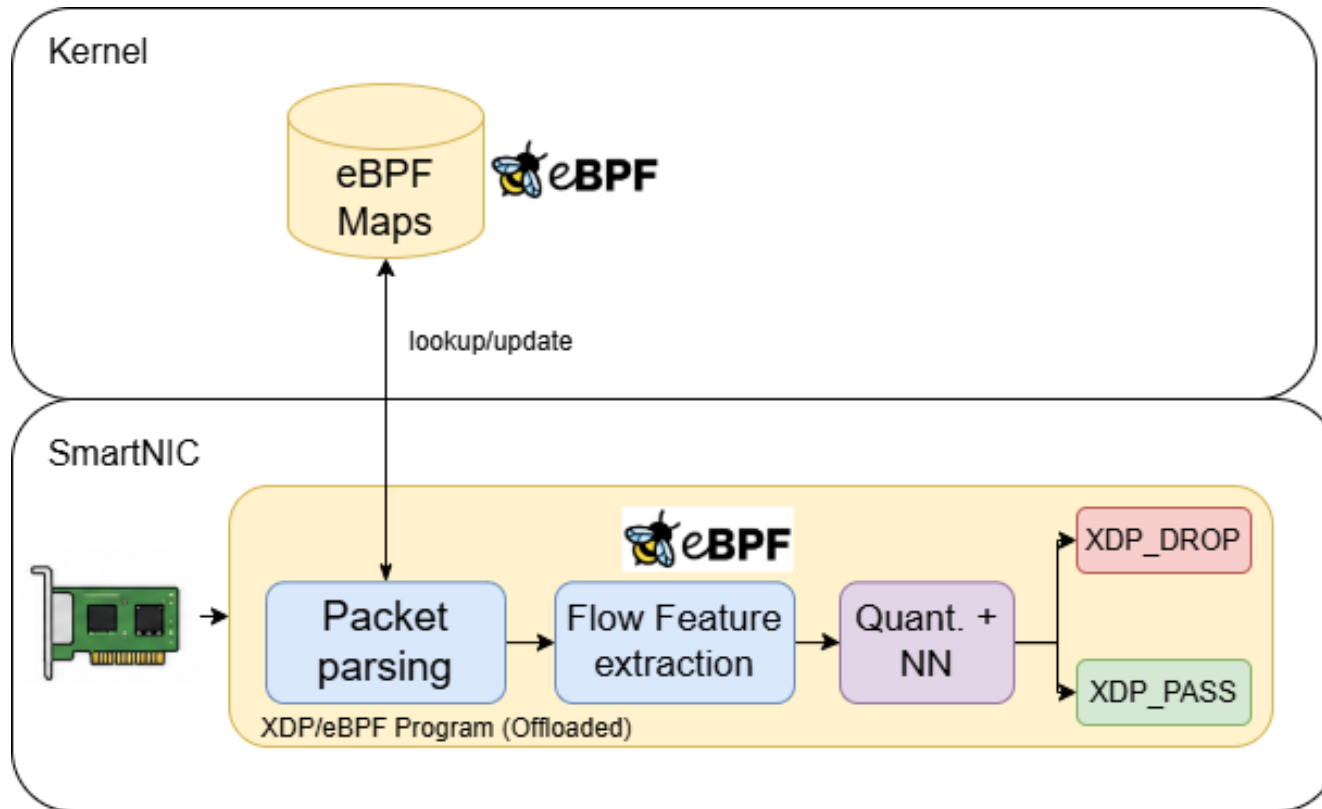 Kernel
eBPF
Maps
eBPF
lookup/update
SmartNIC
eBPF
XDP_DROP
Packet
parsing
Flow Feature
extraction
Quant. +
NN
XDP_PASS
XDP/eBPF Program (Offloaded)